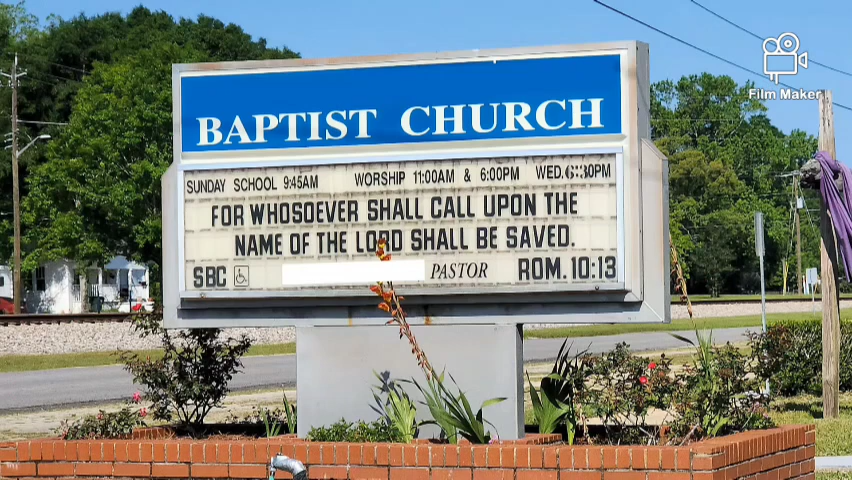 Film Maker
BAPTIST CHURCH
SUNDAY SCHOOL 9:45AM WORSHIP 11:00AM & 6:00PM WED. 6:30PM
FOR WHOSOEVER SHALL CALL UPON THE
NAME OF THE LORD SHALL BE SAVED.
SBC PASTOR ROM. 10:13